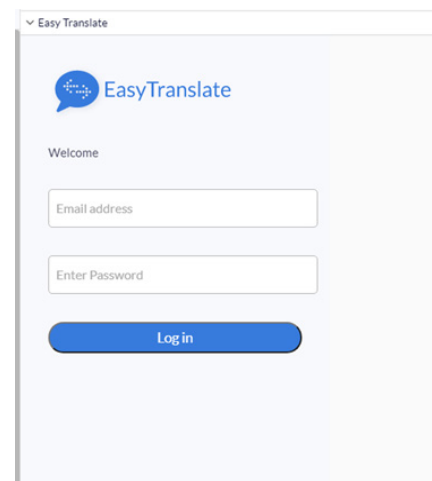 Easy Translate
EasyTranslate
Welcome
Email address
Enter Password
Log in